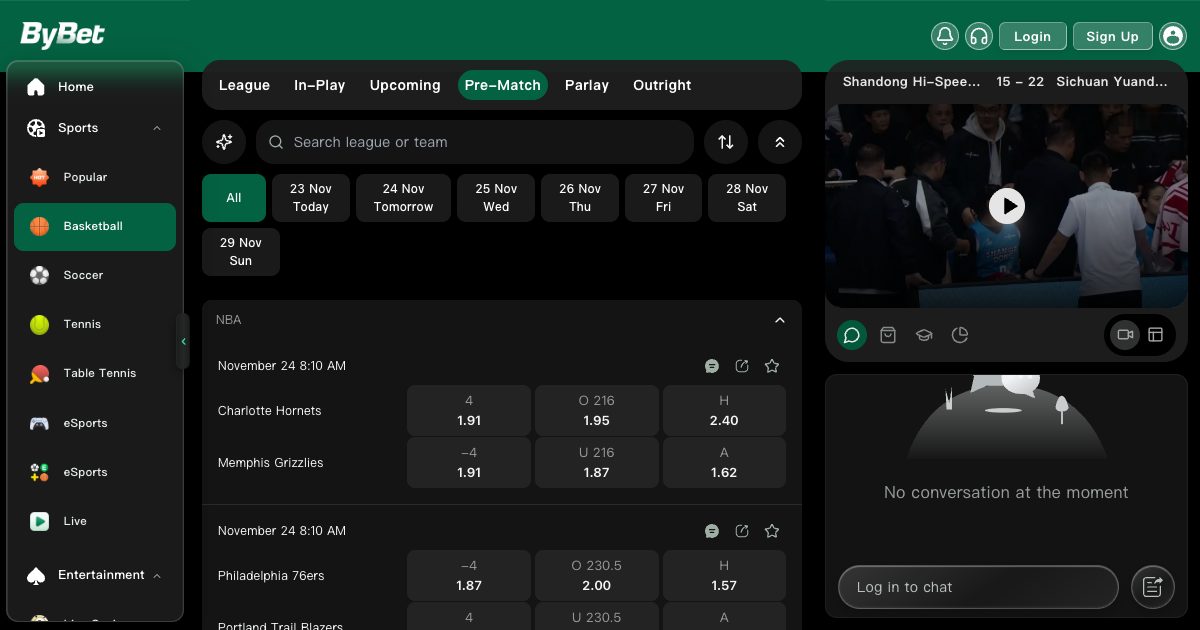 ByBet
Login
Sign Up
Home
Sports
HOT
Popular
Basketball
Soccer
Tennis
Table Tennis
eSports
eSports
Live
Entertainment
League
In-Play
Upcoming
Pre-Match
Parlay
Outright
Search league or team
All
23 Nov
Today
24 Nov
Tomorrow
25 Nov
Wed
26 Nov
Thu
27 Nov
Fri
28 Nov
Sat
29 Nov
Sun
NBA
November 24 8:10 AM
Charlotte Hornets
4
1.91
O 216
1.95
H
2.40
Memphis Grizzlies
-4
1.91
U 216
1.87
A
1.62
November 24 8:10 AM
Philadelphia 76ers
-4
1.87
O 230.5
2.00
H
1.57
Portland Trail Blazers
4
U 230.5
A
Shandong Hi-Spee...
15 - 22
Sichuan Yuand...
No conversation at the moment
Log in to chat